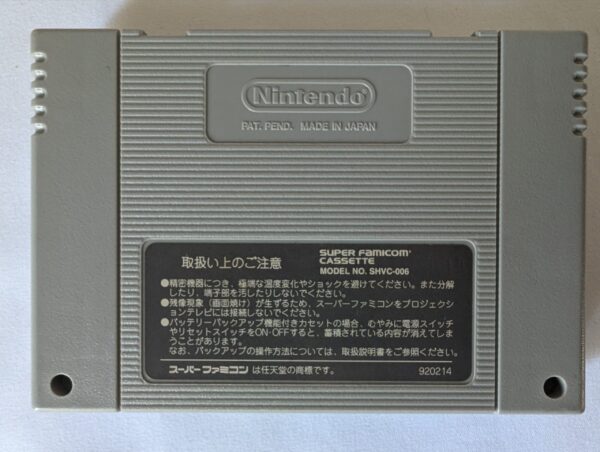 Nintendo
PAT. PEND. MADE IN JAPAN
取扱い上のご注意
SUPER FAMICOM
CASSETTE
MODEL NO. SHVC-006
●精密機器につき、極端な温度変化やショックを避けてください。また分解
したり、端子部を汚したりしないでください。
●残像現象（画面焼け）が生ずるため、スーパーファミコンをプロジェクシ
ョンテレビには接続しないでください。
●バッテリーバックアップ機能付きカセットの場合、むやみに電源スイッチ
やリセットスイッチをON-OFFすると、蓄積されている内容が消えてしま
うことがあります。
なお、バックアップの操作方法については、取扱説明書をご参照ください。
スーパーファミコン は任天堂の商標です。
920214